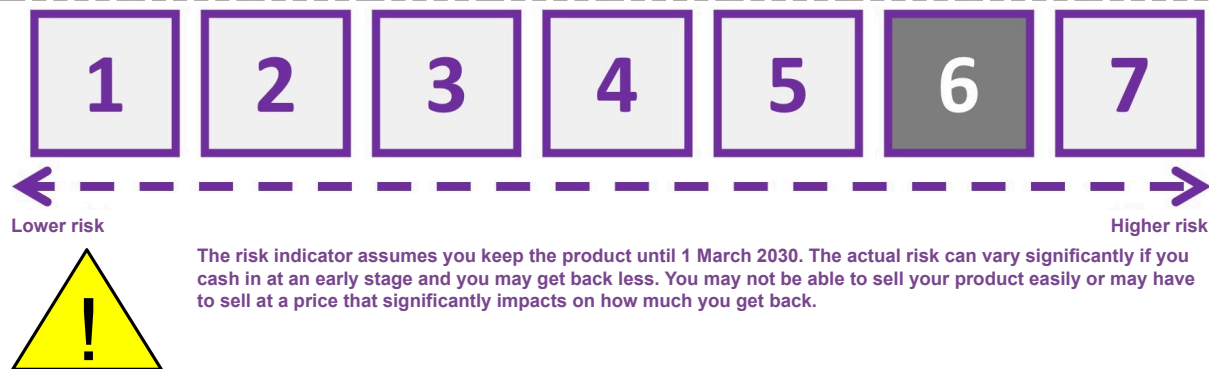 1 2 3 4 5 6 7
Lower risk Higher risk
The risk indicator assumes you keep the product until 1 March 2030. The actual risk can vary significantly if you
cash in at an early stage and you may get back less. You may not be able to sell your product easily or may have
to sell at a price that significantly impacts on how much you get back.
!